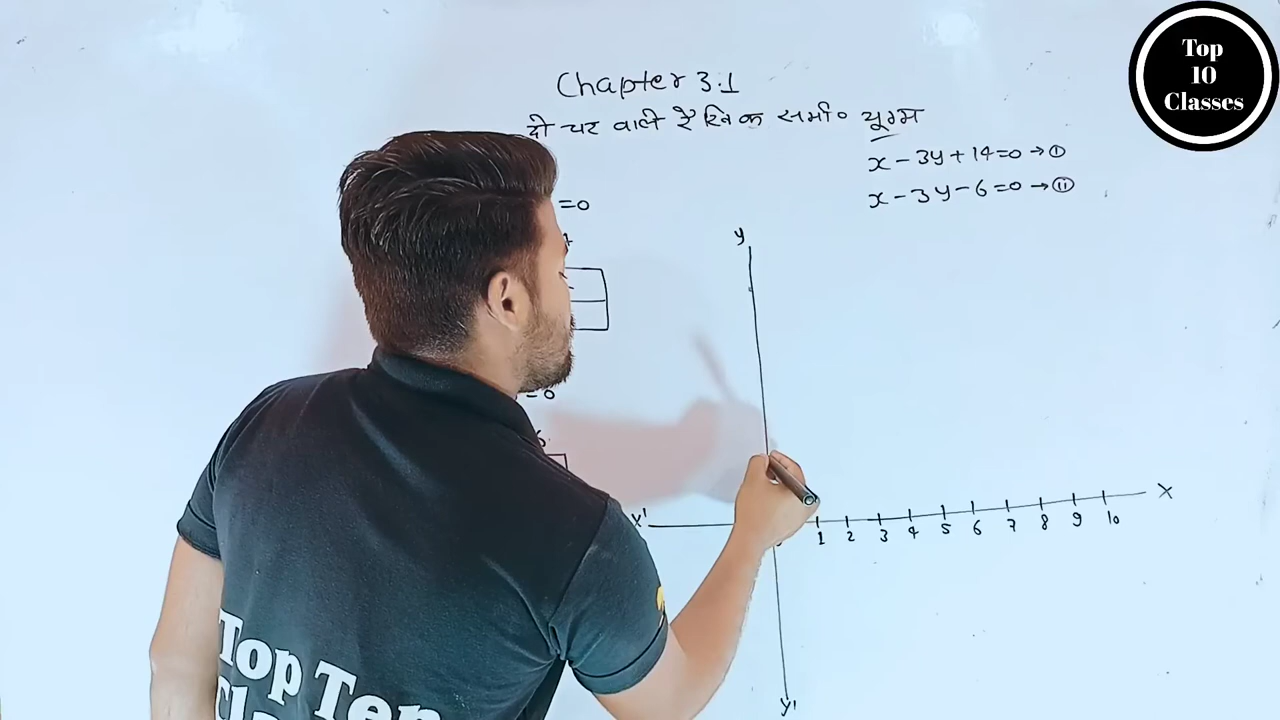 Top
10
Classes
Chapter 3.1
दो चर वाले रैखिक समी० युग्म
x - 3y + 14 = 0 → ①
x - 3y - 6 = 0 → ⑪
= 0
y
= 0
6
x'
X
1 2 3 4 5 6 7 8 9 10
y'
Top Ten